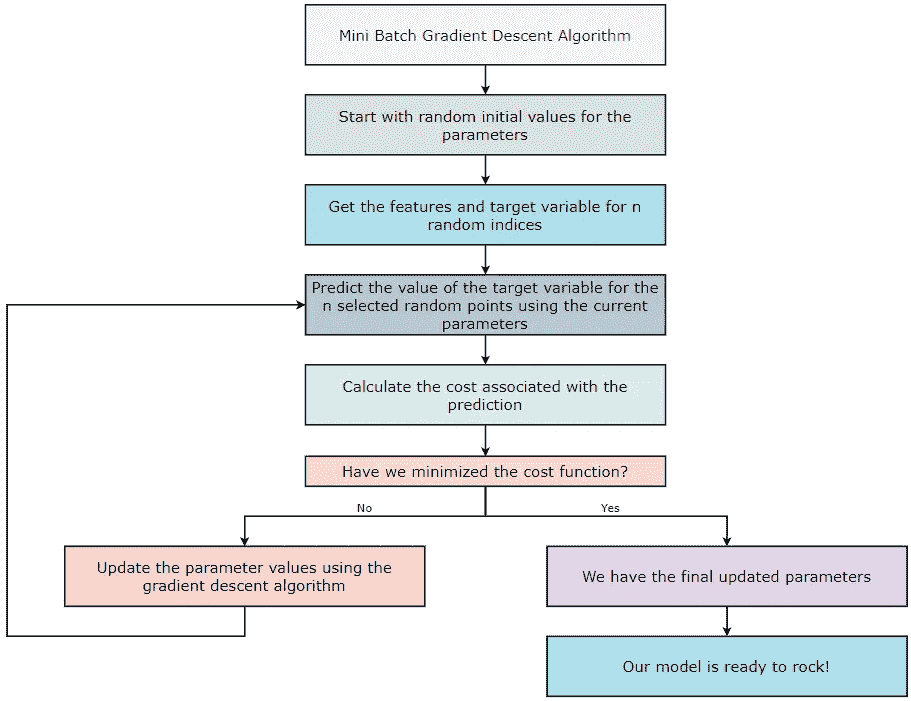 Mini Batch Gradient Descent Algorithm
Start with random initial values for the
parameters
Get the features and target variable for n
random indices
Predict the value of the target variable for the
n selected random points using the current
parameters
Calculate the cost associated with the
prediction
Have we minimized the cost function?
No
Yes
Update the parameter values using the
gradient descent algorithm
We have the final updated parameters
Our model is ready to rock!